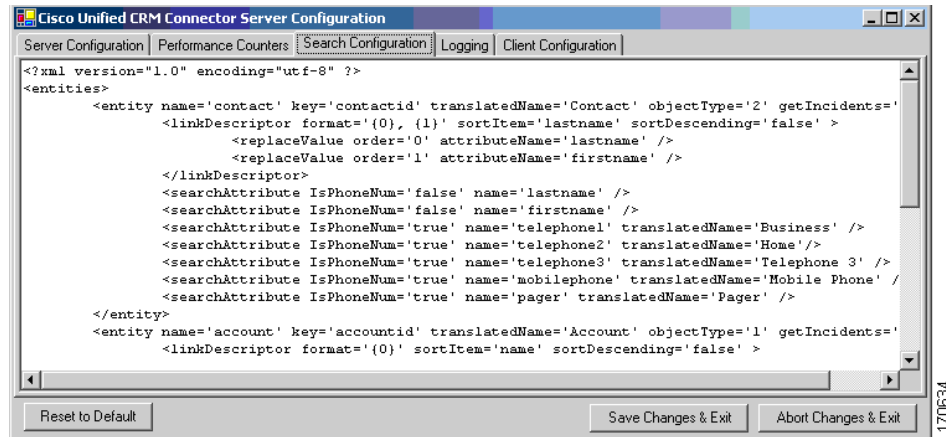 Cisco Unified CRM Connector Server Configuration
Server Configuration Performance Counters Search Configuration Logging Client Configuration
<?xml version="1.0" encoding="utf-8" ?>
<entities>
<entity name='contact' key='contactid' translatedName='Contact' objectType='2' getIncidents='
<linkDescriptor format='{0}, {1}' sortItem='lastname' sortDescending='false' >
<replaceValue order='0' attributeName='lastname' />
<replaceValue order='1' attributeName='firstname' />
</linkDescriptor>
<searchAttribute IsPhoneNum='false' name='lastname' />
<searchAttribute IsPhoneNum='false' name='firstname' />
<searchAttribute IsPhoneNum='true' name='telephone1' translatedName='Business' />
<searchAttribute IsPhoneNum='true' name='telephone2' translatedName='Home'/>
<searchAttribute IsPhoneNum='true' name='telephone3' translatedName='Telephone 3' />
<searchAttribute IsPhoneNum='true' name='mobilephone' translatedName='Mobile Phone' /
<searchAttribute IsPhoneNum='true' name='pager' translatedName='Pager' />
</entity>
<entity name='account' key='accountid' translatedName='Account' objectType='1' getIncidents='
<linkDescriptor format='{0}' sortItem='name' sortDescending='false' >
Reset to Default Save Changes & Exit Abort Changes & Exit
170634